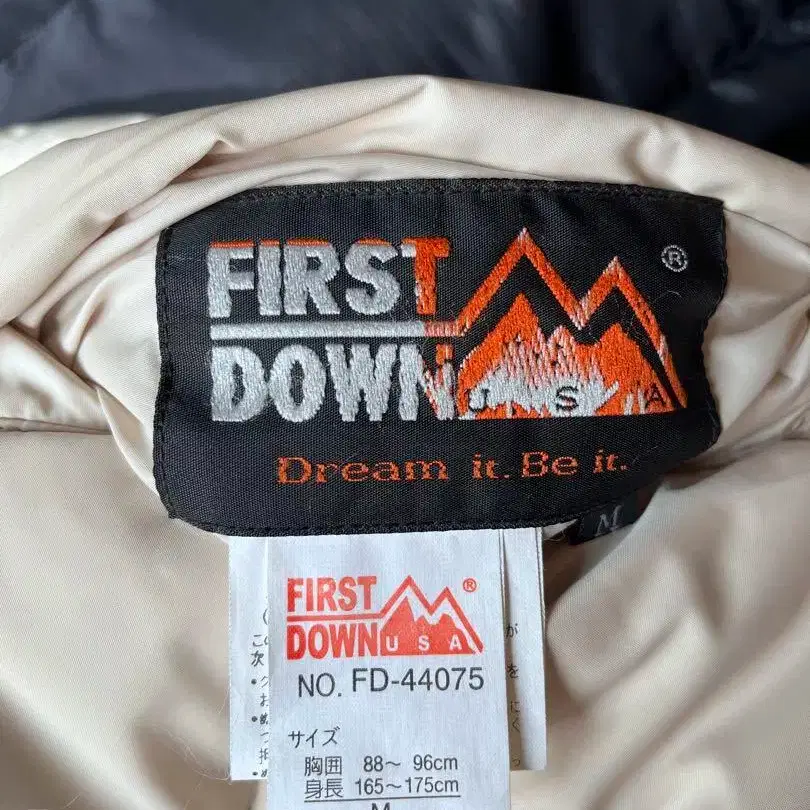 FIRST
DOWN USA ®
Dream it. Be it.
M
FIRST
DOWN USA ®
NO. FD-44075
サイズ
胸囲 88～ 96cm
身長 165～175cm
M